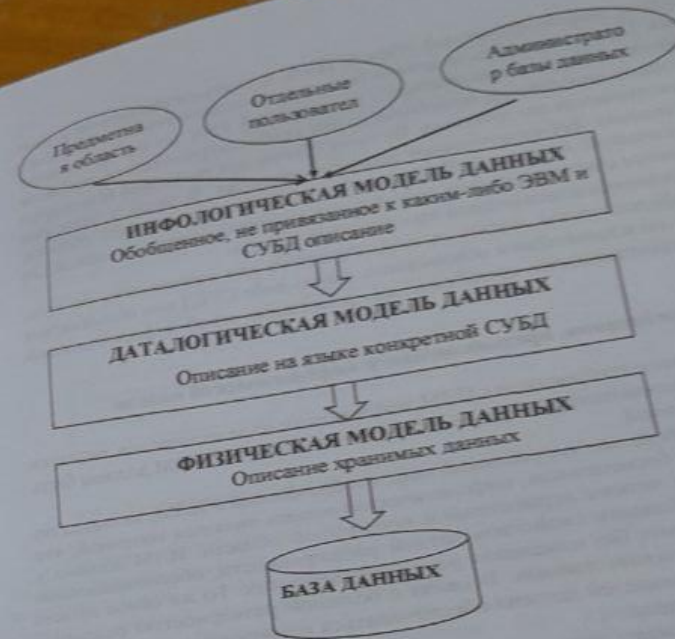 Предметна
я область
Отдельные
пользовател
Администрато
р базы данных
ИНФОЛОГИЧЕСКАЯ МОДЕЛЬ ДАННЫХ
Обобщенное, не привязанное к каким-либо ЭВМ и
СУБД описание
ДАТАЛОГИЧЕСКАЯ МОДЕЛЬ ДАННЫХ
Описание на языке конкретной СУБД
ФИЗИЧЕСКАЯ МОДЕЛЬ ДАННЫХ
Описание хранимых данных
БАЗА ДАННЫХ